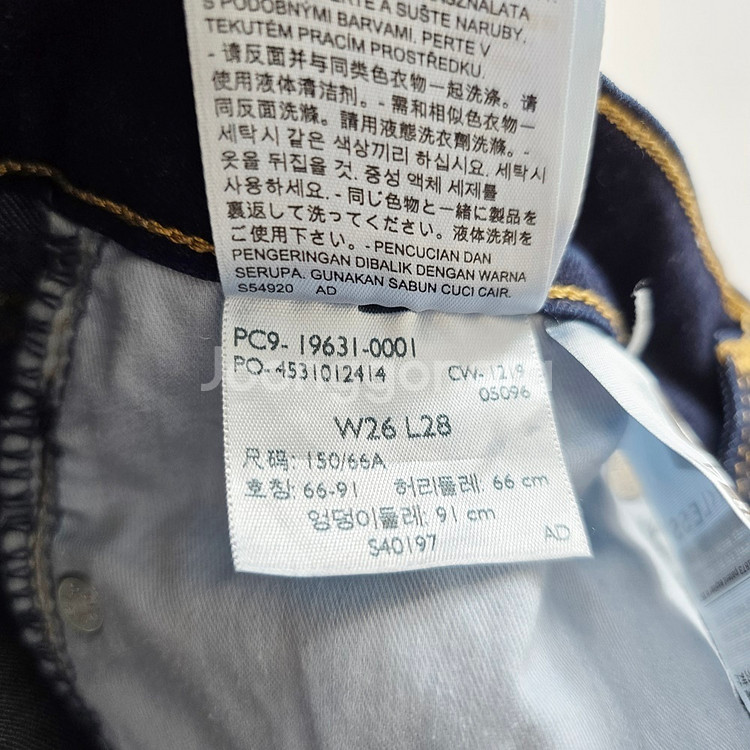 A SUŠTE NARUBY.
S PODOBNÝMI BARVAMI. PERTE V
TEKUTÉM PRACÍM PROSTŘEDKU.
- 请反面并与同类色衣物一起洗涤。请
使用液体清洁剂。- 需和相似色衣物一
同反面洗滌。請用液態洗衣劑洗滌。-
세탁시 같은 색상끼리 하십시요. 세탁시
옷을 뒤집을 것. 중성 액체 세제를
사용하세요. - 同じ色物と一緒に製品を
裏返して洗ってください。液体洗剤を
ご使用下さい。- PENCUCIAN DAN
PENGERINGAN DIBALIK DENGAN WARNA
SERUPA. GUNAKAN SABUN CUCI CAIR.
S54920 AD
PC9- 19631-0001
PO- 4531012414 CW- 1219
05096
W26 L28
尺码: 150/66A
호칭: 66-91 허리둘레: 66 cm
엉덩이둘레: 91 cm
S40197 AD